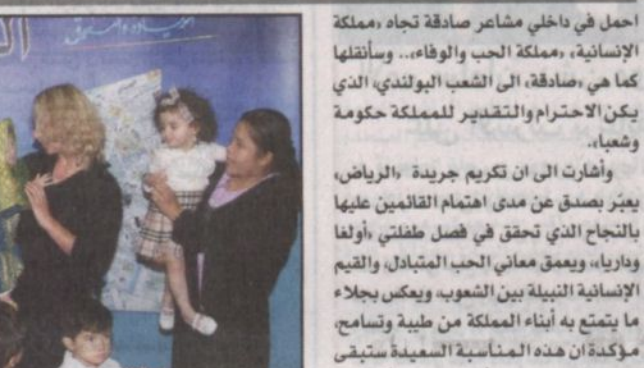 احمل في داخلي مشاعر صادقة تجاه «مملكة
الإنسانية، «مملكة الحب والوفاء».. وسأنقلها
كما هي «صادقة» الى الشعب البولندي، الذي
يكن الاحترام والتقدير للمملكة حكومة
وشعبا».
وأشارت الى ان تكريم جريدة «الرياض»
يعبّر بصدق عن مدى اهتمام القائمين عليها
بالنجاح الذي تحقق في فصل طفلتي «أولغا
وداريا»، ويعمق معاني الحب المتبادل، والقيم
الإنسانية النبيلة بين الشعوب، ويعكس بجلاء
ما يتمتع به أبناء المملكة من طيبة وتسامح،
مؤكدة ان هذه المناسبة السعيدة ستبقى